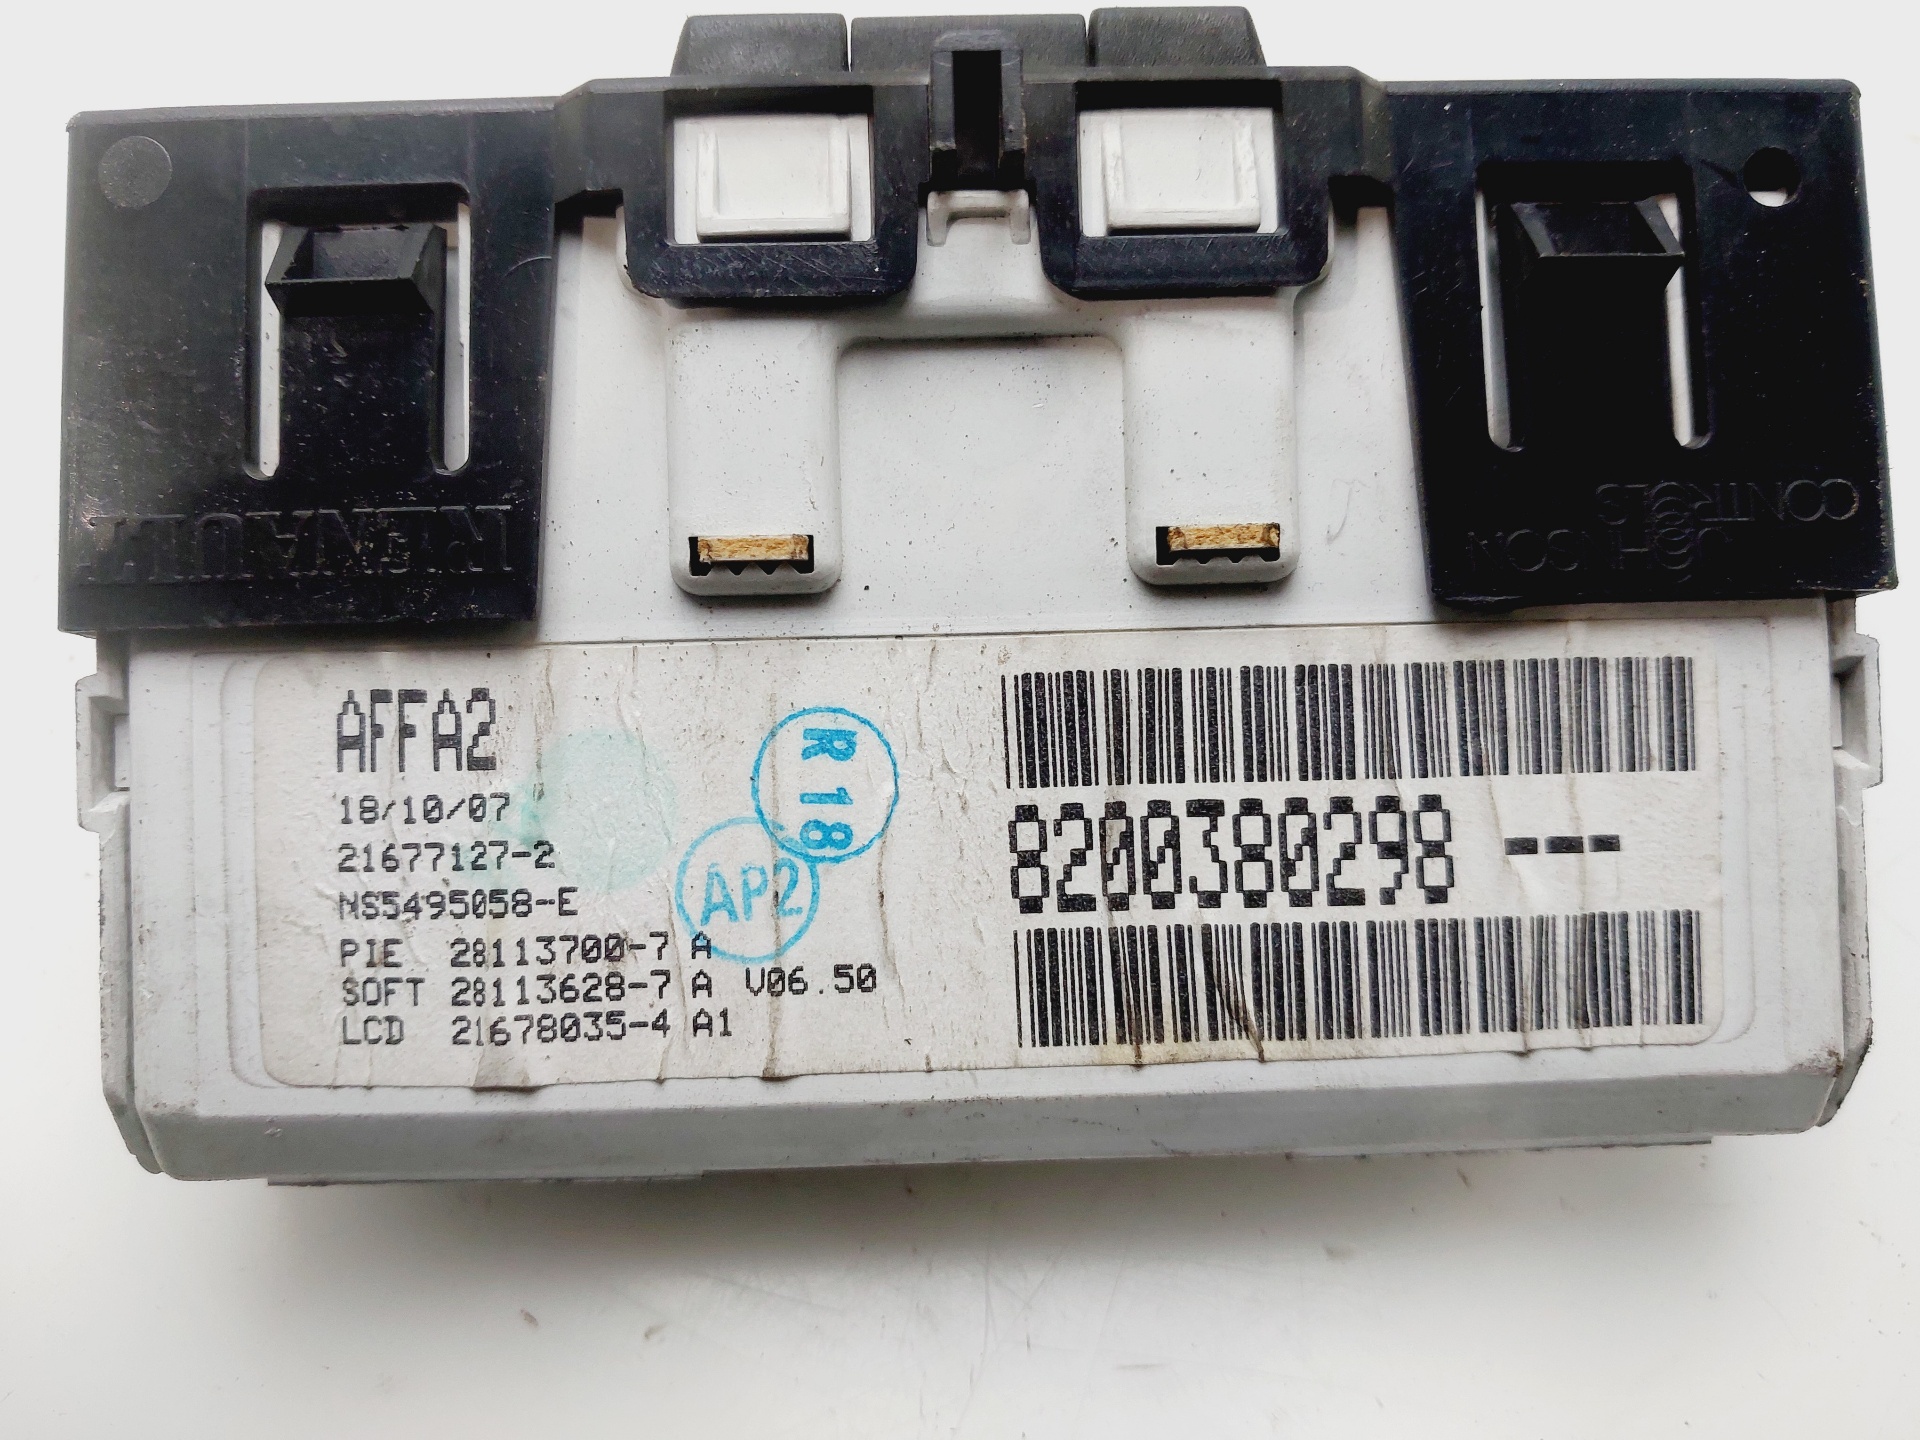 RENAULT
JOHNSON
CONTROLS
AFFA2
18/10/07
21677127-2
NS5495058-E
PIE 28113700-7 A
SOFT 28113628-7 A V06.50
LCD 21678035-4 A1
R18
AP2
8200380298 ---